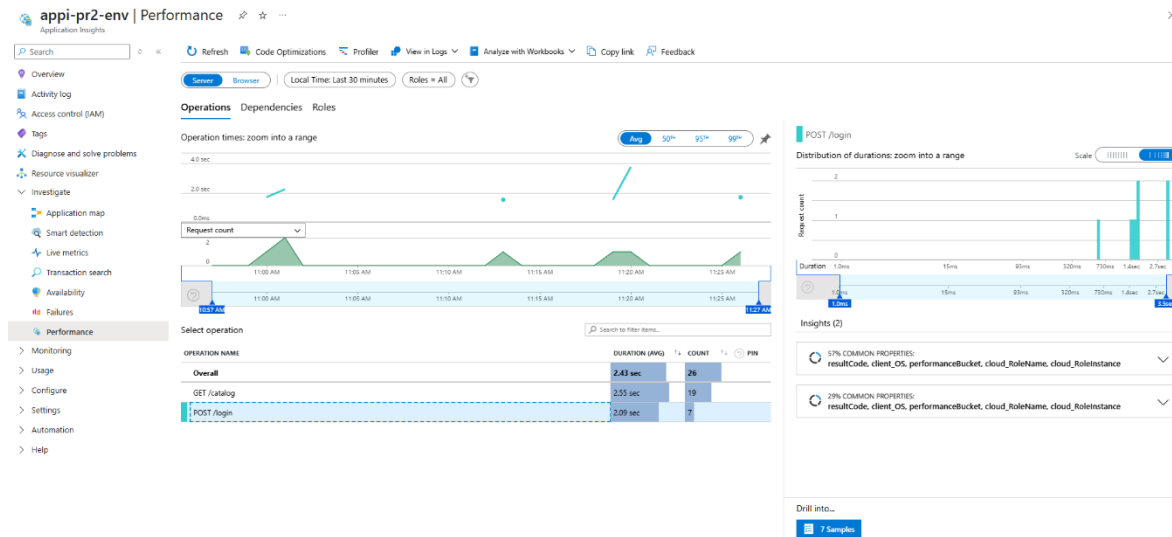 appi-pr2-env | Performance
Application Insights
Search
Overview
Activity log
Access control (IAM)
Tags
Diagnose and solve problems
Resource visualizer
Investigate
Application map
Smart detection
Live metrics
Transaction search
Availability
Failures
Performance
Monitoring
Usage
Configure
Settings
Automation
Help
Refresh Code Optimizations Profiler View in Logs Analyze with Workbooks Copy link Feedback
Server Browser Local Time: Last 30 minutes Roles = All
Operations Dependencies Roles
Operation times: zoom into a range Avg 50TH 95TH 99TH
4.0 sec
2.0 sec
0.0ms
Request count
2
0
11:00 AM 11:05 AM 11:10 AM 11:15 AM 11:20 AM 11:25 AM
11:00 AM 11:05 AM 11:10 AM 11:15 AM 11:20 AM 11:25 AM
10:57 AM 11:27 AM
Select operation Search to filter items...
OPERATION NAME DURATION (AVG) COUNT PIN
Overall 2.43 sec 26
GET /catalog 2.55 sec 19
POST /login 2.09 sec 7
POST /login
Distribution of durations: zoom into a range Scale
Request count
2
1
0
Duration 1.0ms 15ms 93ms 320ms 730ms 1.4sec 2.7sec
1.0ms 15ms 93ms 320ms 730ms 1.4sec 2.7sec
1.0ms
Insights (2)
57% COMMON PROPERTIES:
resultCode, client_OS, performanceBucket, cloud_RoleName, cloud_RoleInstance
29% COMMON PROPERTIES:
resultCode, client_OS, performanceBucket, cloud_RoleName, cloud_RoleInstance
Drill into...
7 Samples